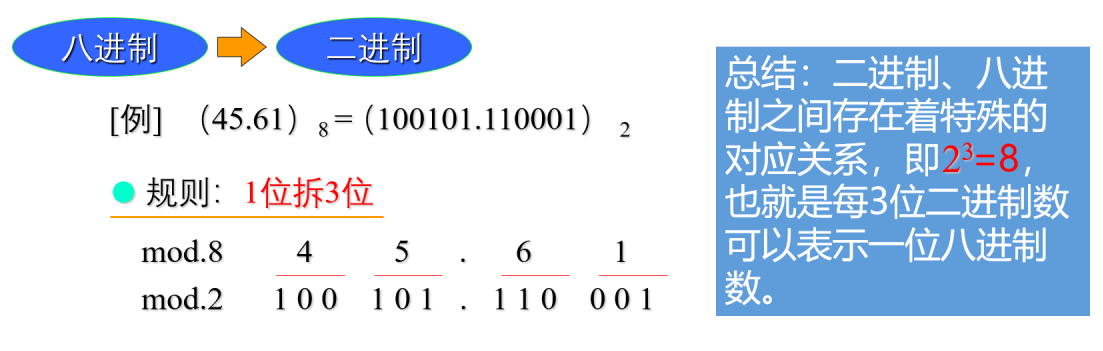 八进制 二进制
[例] （45.61）8 =（100101.110001） 2
规则：1位拆3位
mod.8 4 5 . 6 1
mod.2 1 0 0 1 0 1 . 1 1 0 0 0 1
总结：二进制、八进
制之间存在着特殊的
对应关系，即2³=8，
也就是每3位二进制数
可以表示一位八进制
数。